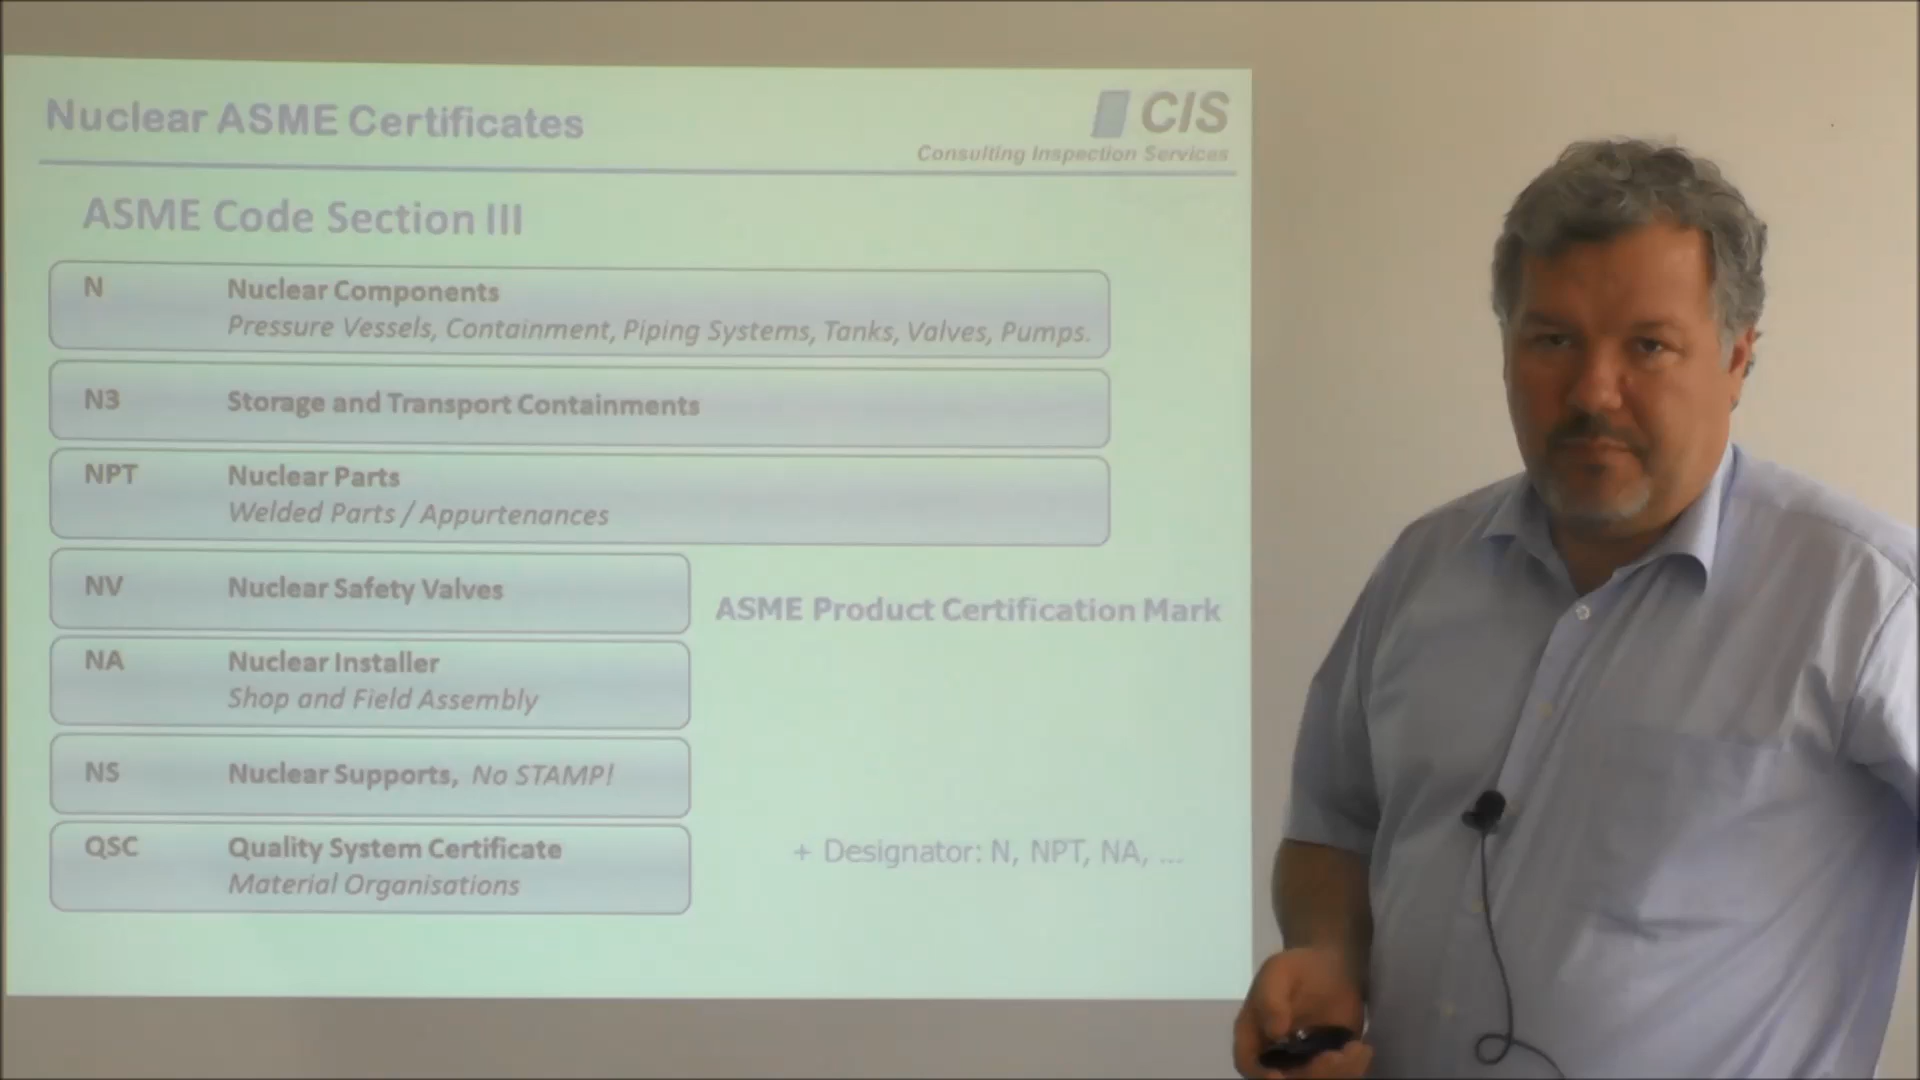 Nuclear ASME Certificates
CIS
Consulting Inspection Services
ASME Code Section III
N Nuclear Components
Pressure Vessels, Containment, Piping Systems, Tanks, Valves, Pumps.
N3 Storage and Transport Containments
NPT Nuclear Parts
Welded Parts / Appurtenances
NV Nuclear Safety Valves
ASME Product Certification Mark
NA Nuclear Installer
Shop and Field Assembly
NS Nuclear Supports, No STAMP!
QSC Quality System Certificate
Material Organisations
+ Designator: N, NPT, NA, ...